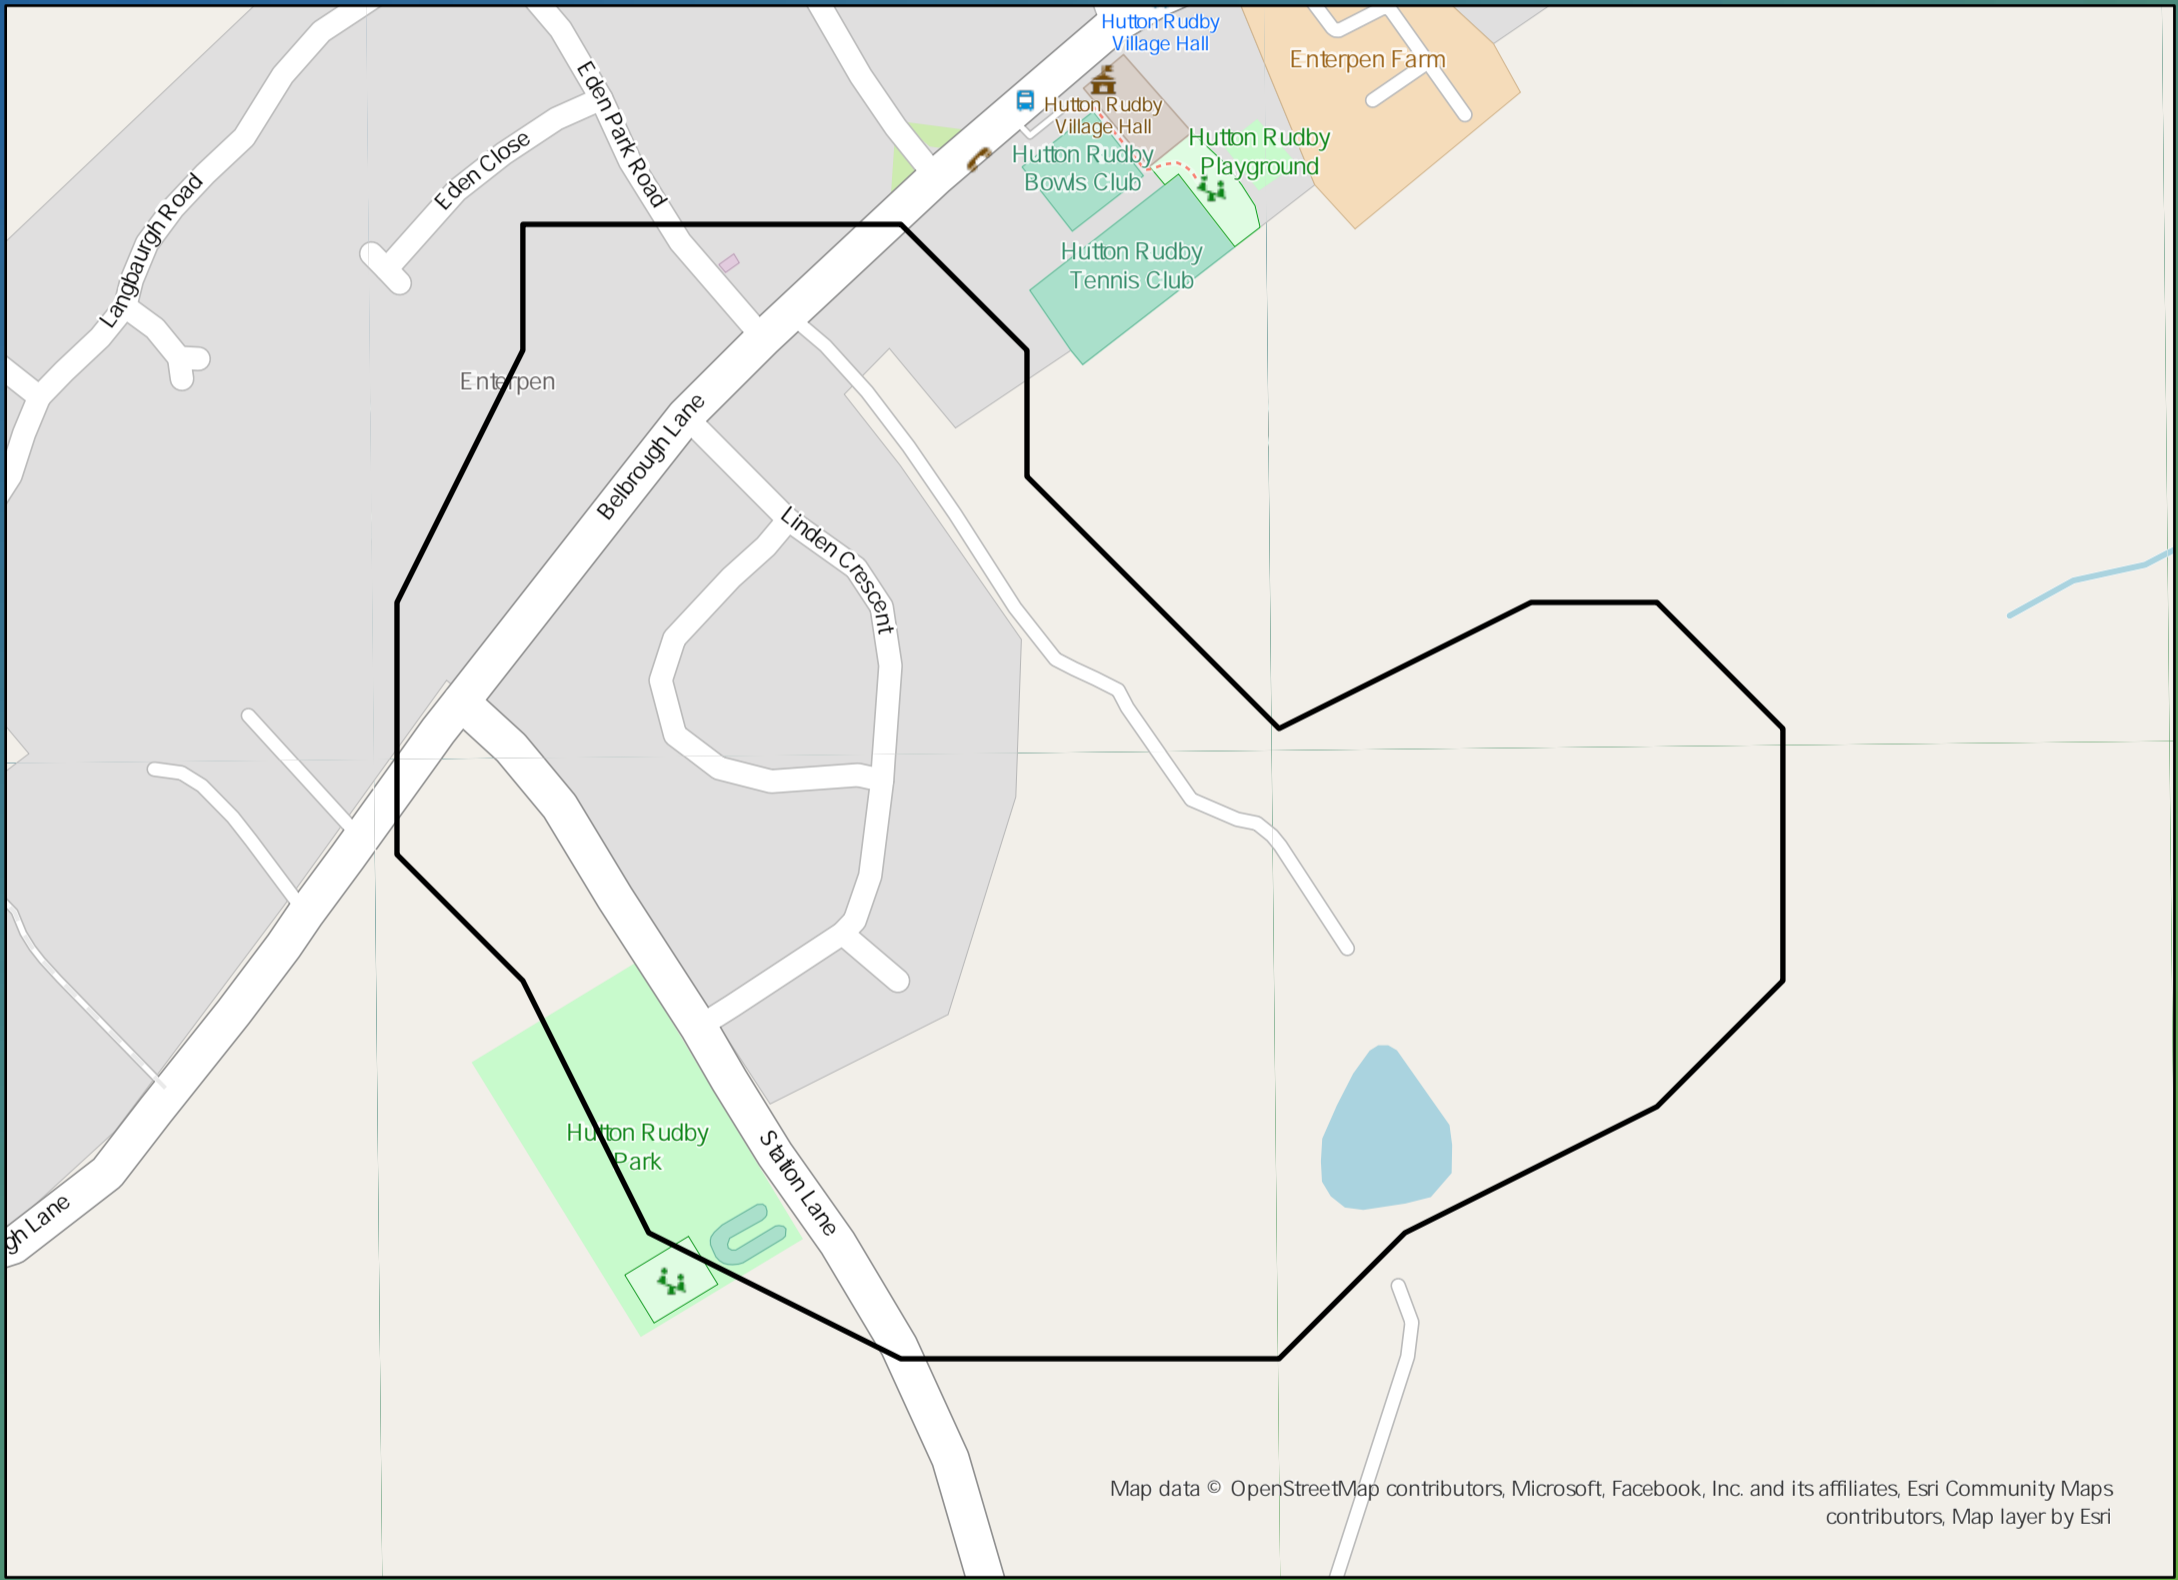 Hutton Rudby
Village Hall
Enterpen Farm
Eden Park Road
Hutton Rudby
Village Hall
Eden Close
Hutton Rudby
Playground
Hutton Rudby
Bowls Club
Langbaurgh Road
Hutton Rudby
Tennis Club
Enterpen
Belbrough Lane
Linden Crescent
Hutton Rudby
Park
Station Lane
gh Lane
Map data © OpenStreetMap contributors, Microsoft, Facebook, Inc. and its affiliates, Esri Community Maps
contributors, Map layer by Esri